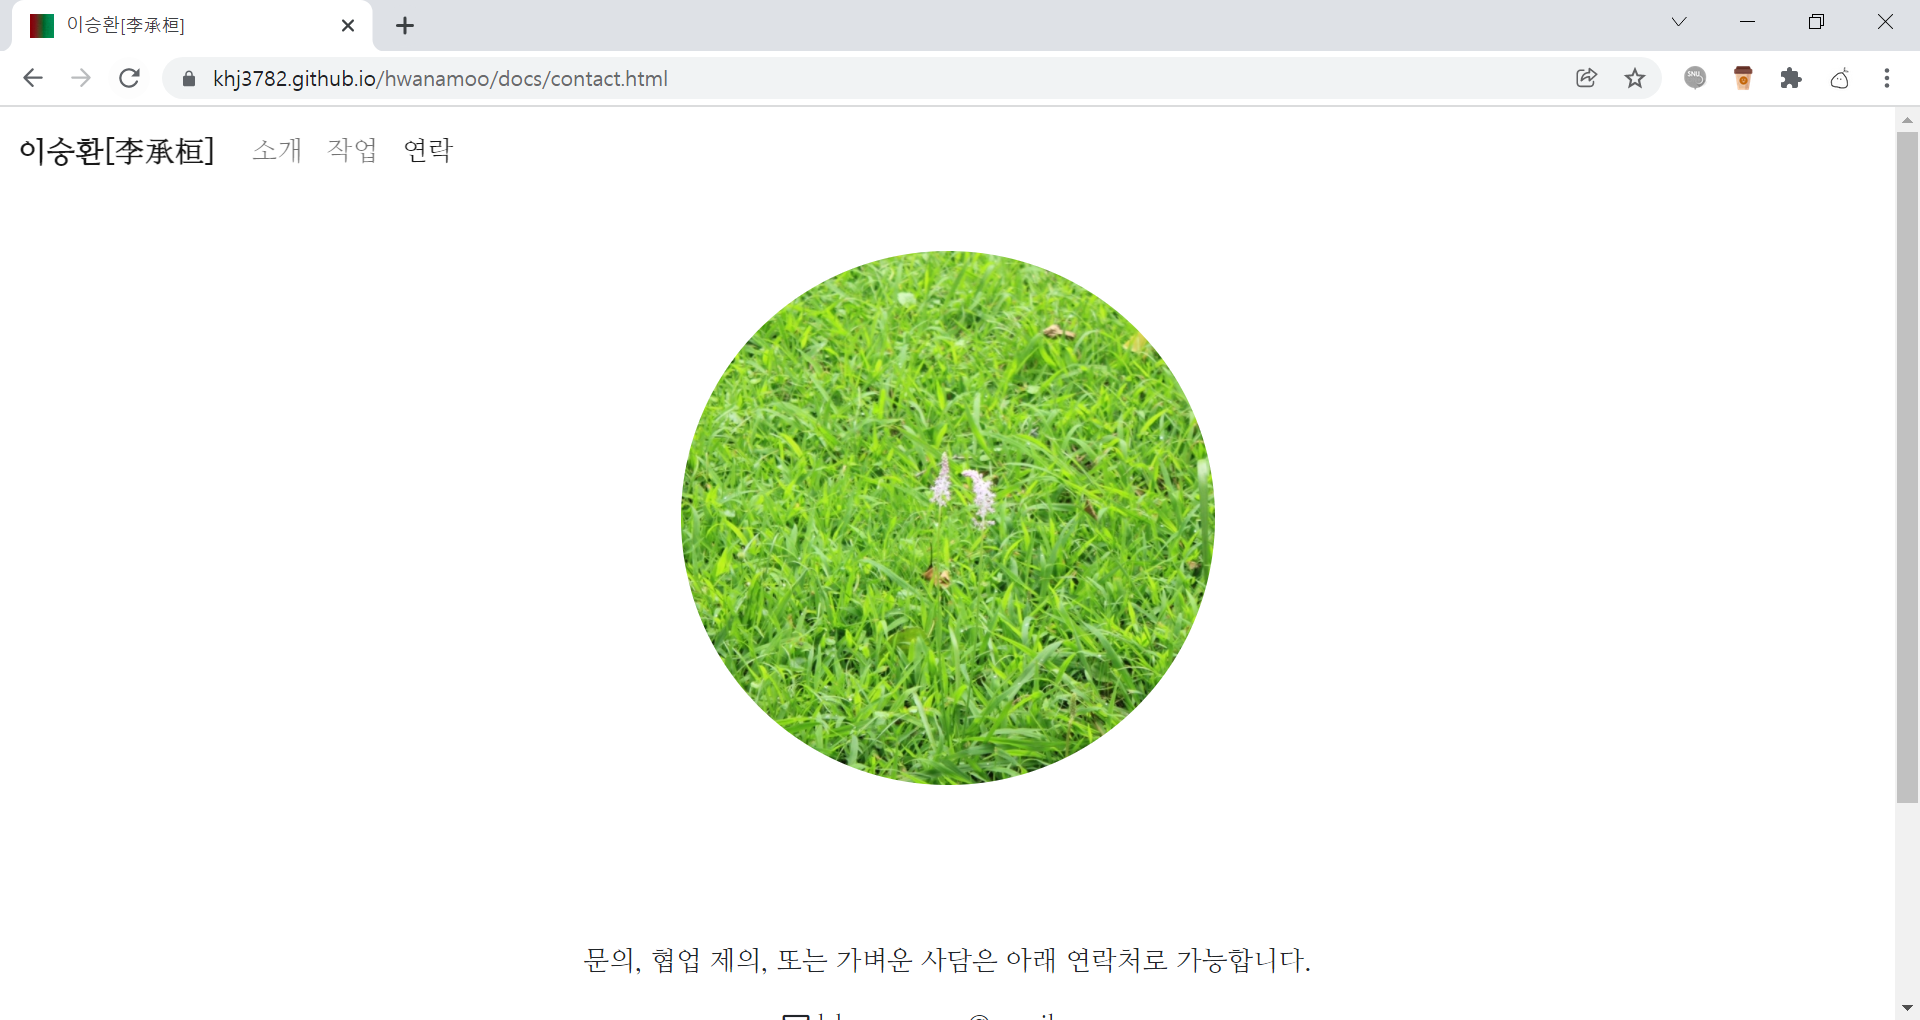 이승환[李承桓]
khj3782.github.io/hwanamoo/docs/contact.html
SNU
이승환[李承桓] 소개 작업 연락
문의, 협업 제의, 또는 가벼운 사담은 아래 연락처로 가능합니다.